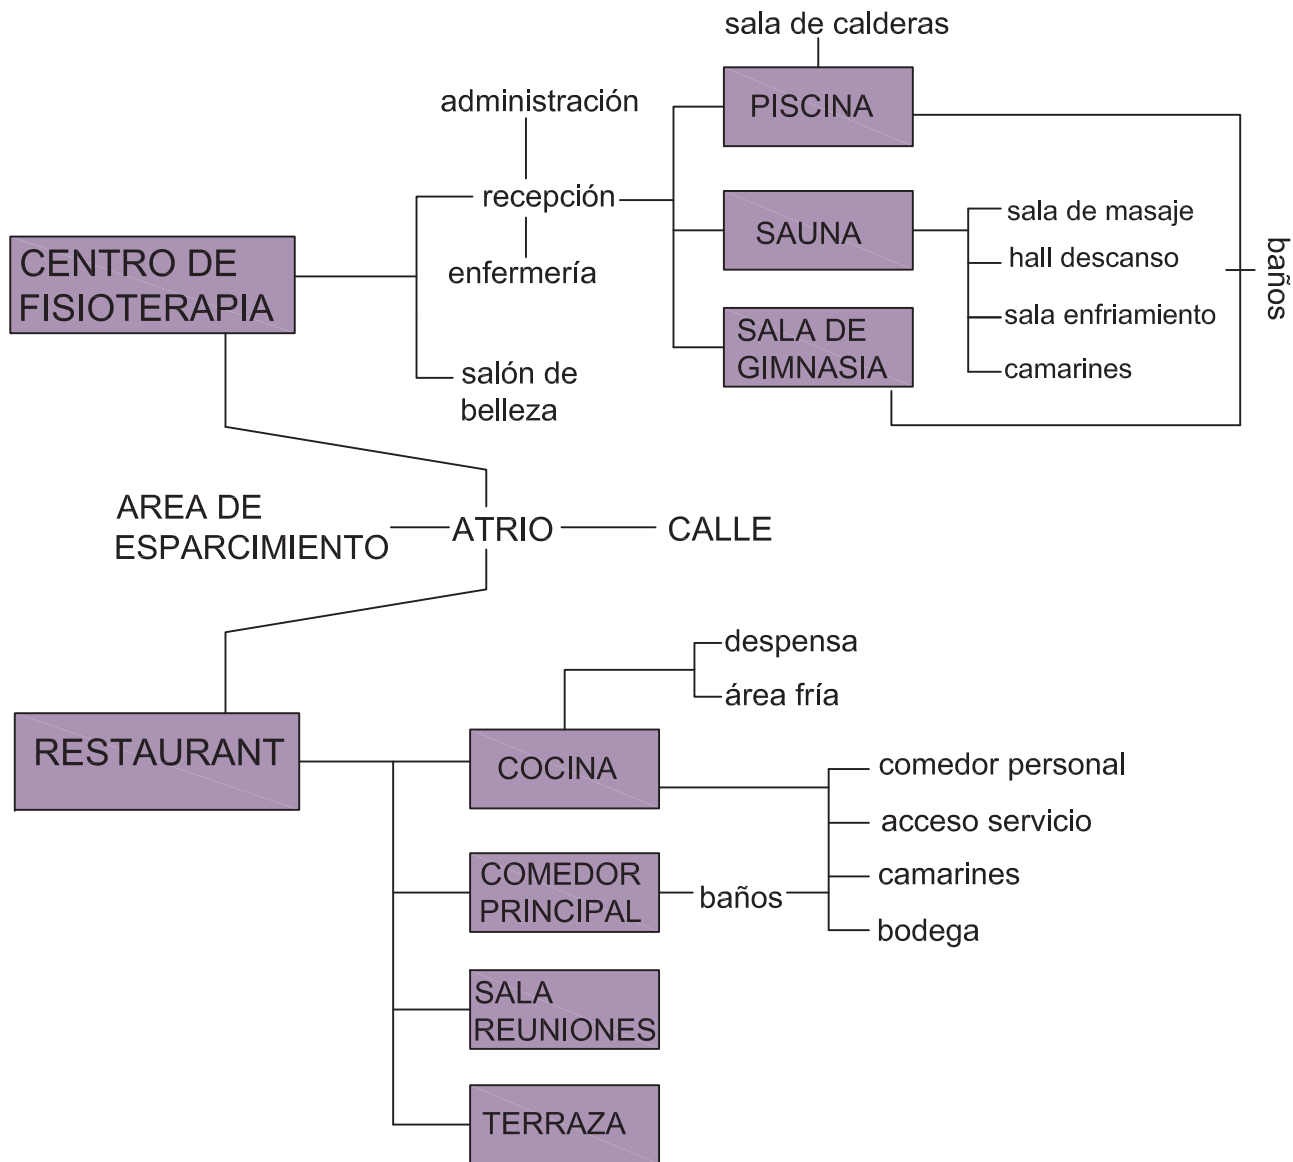 sala de calderas
administración
PISCINA
recepción
SAUNA
sala de masaje
hall descanso
sala enfriamiento
camarines
baños
CENTRO DE
FISIOTERAPIA
enfermería
SALA DE
GIMNASIA
salón de
belleza
AREA DE
ESPARCIMIENTO
ATRIO
CALLE
despensa
área fría
RESTAURANT
COCINA
comedor personal
acceso servicio
camarines
bodega
COMEDOR
PRINCIPAL
baños
SALA
REUNIONES
TERRAZA